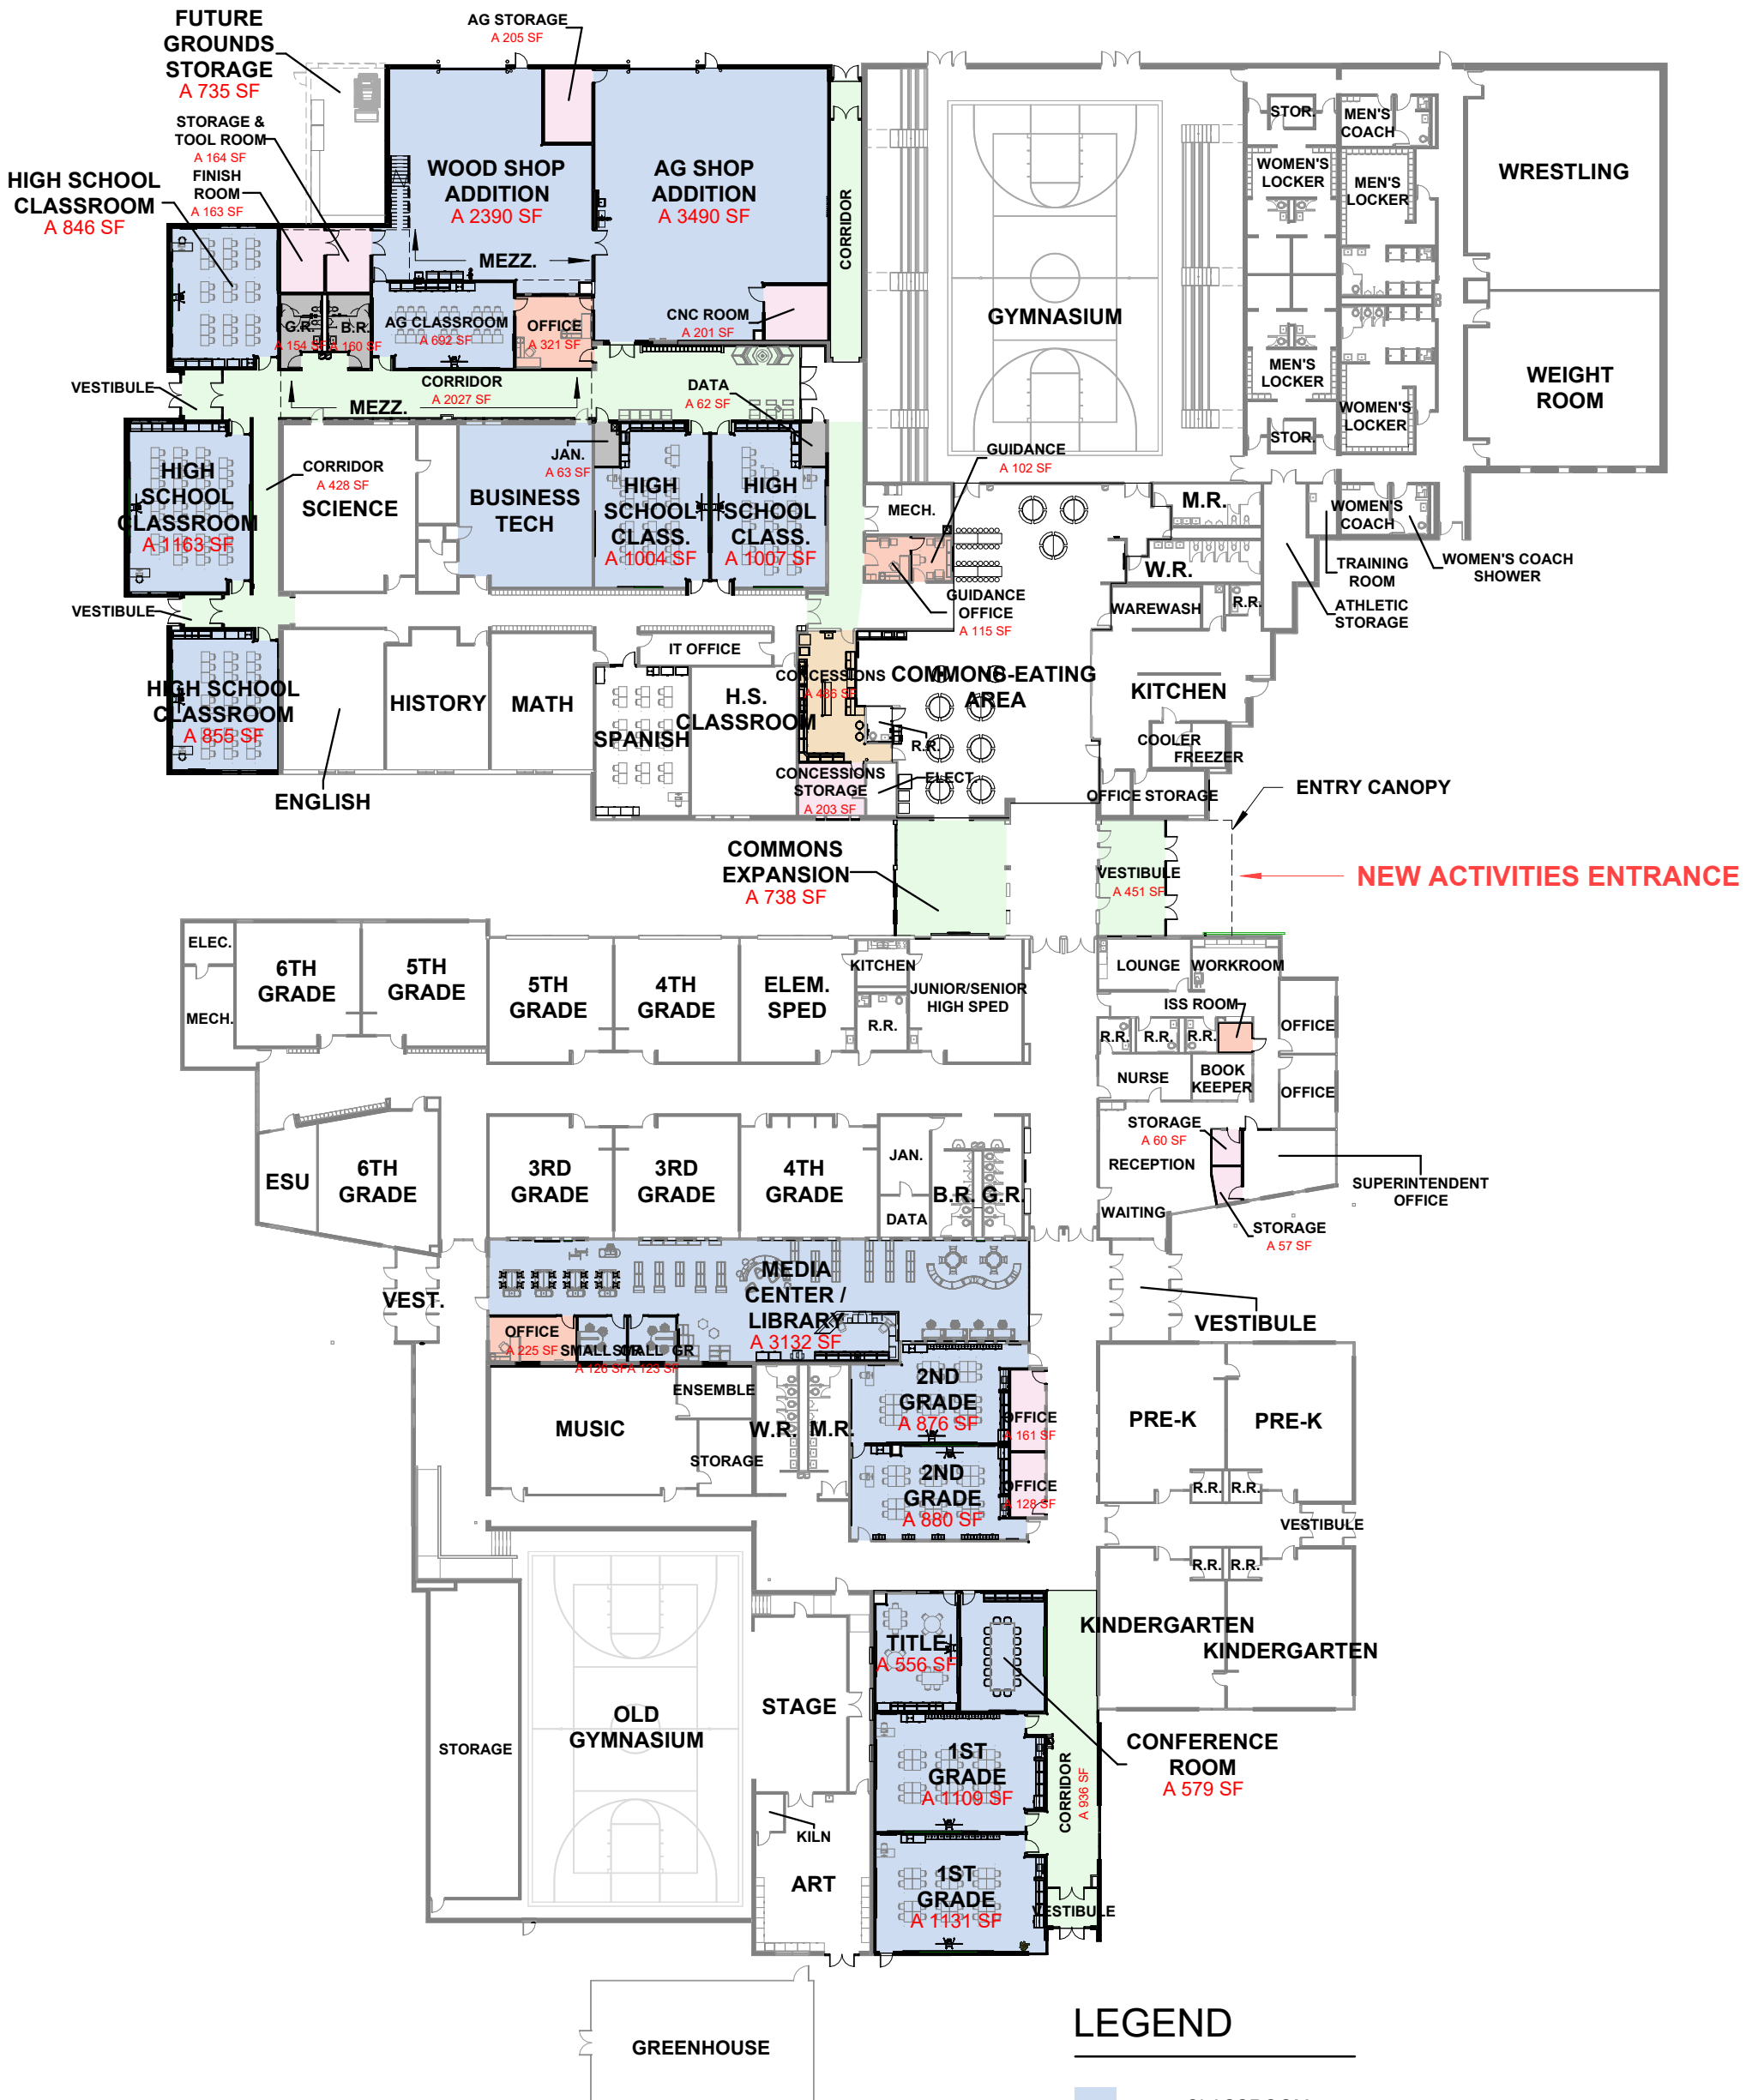 FUTURE
GROUNDS
STORAGE
A 735 SF
AG STORAGE
A 205 SF
STORAGE &
TOOL ROOM
A 164 SF
FINISH
ROOM
A 163 SF
HIGH SCHOOL
CLASSROOM
A 846 SF
WOOD SHOP
ADDITION
A 2390 SF
AG SHOP
ADDITION
A 3490 SF
CORRIDOR
MEZZ.
G.R.
A 154 SF
B.R.
A 160 SF
AG CLASSROOM
A 692 SF
OFFICE
A 321 SF
CNC ROOM
A 201 SF
GYMNASIUM
STOR.
MEN'S
COACH
WOMEN'S
LOCKER
MEN'S
LOCKER
WRESTLING
MEN'S
LOCKER
WOMEN'S
LOCKER
STOR.
WEIGHT
ROOM
VESTIBULE
CORRIDOR
A 2027 SF
MEZZ.
DATA
A 62 SF
HIGH
SCHOOL
CLASSROOM
A 1163 SF
CORRIDOR
A 428 SF
SCIENCE
BUSINESS
TECH
JAN.
A 63 SF
HIGH
SCHOOL
CLASS.
A 1004 SF
HIGH
SCHOOL
CLASS.
A 1007 SF
GUIDANCE
A 102 SF
MECH.
M.R.
W.R.
WOMEN'S
COACH
WOMEN'S COACH
SHOWER
TRAINING
ROOM
ATHLETIC
STORAGE
GUIDANCE
OFFICE
A 115 SF
WAREWASH
R.R.
VESTIBULE
HIGH SCHOOL
CLASSROOM
A 855 SF
ENGLISH
HISTORY
MATH
SPANISH
IT OFFICE
H.S.
CLASSROOM
CONCESSIONS
A 486 SF
COMMONS-EATING
AREA
R.R.
KITCHEN
COOLER
FREEZER
CONCESSIONS
STORAGE
A 203 SF
ELECT.
OFFICE
STORAGE
ENTRY CANOPY
COMMONS
EXPANSION
A 738 SF
VESTIBULE
A 451 SF
NEW ACTIVITIES ENTRANCE
ELEC.
MECH.
6TH
GRADE
5TH
GRADE
5TH
GRADE
4TH
GRADE
ELEM.
SPED
KITCHEN
R.R.
JUNIOR/SENIOR
HIGH SPED
LOUNGE
WORKROOM
ISS ROOM
OFFICE
R.R.
R.R.
R.R.
NURSE
BOOK
KEEPER
OFFICE
STORAGE
A 60 SF
RECEPTION
WAITING
SUPERINTENDENT
OFFICE
STORAGE
A 57 SF
ESU
6TH
GRADE
3RD
GRADE
3RD
GRADE
4TH
GRADE
JAN.
DATA
B.R.
G.R.
VEST.
MEDIA
CENTER /
LIBRARY
A 3132 SF
OFFICE
A 225 SF
SMALL GR
A 126 SF
SMALL GR
A 123 SF
VESTIBULE
MUSIC
ENSEMBLE
STORAGE
W.R.
M.R.
2ND
GRADE
A 876 SF
OFFICE
A 161 SF
2ND
GRADE
A 880 SF
OFFICE
A 128 SF
PRE-K
PRE-K
R.R.
R.R.
VESTIBULE
R.R.
R.R.
KINDERGARTEN
KINDERGARTEN
STORAGE
OLD
GYMNASIUM
STAGE
TITLE
A 556 SF
CONFERENCE
ROOM
A 579 SF
1ST
GRADE
A 1109 SF
CORRIDOR
A 936 SF
KILN
ART
1ST
GRADE
A 1131 SF
VESTIBULE
GREENHOUSE
LEGEND